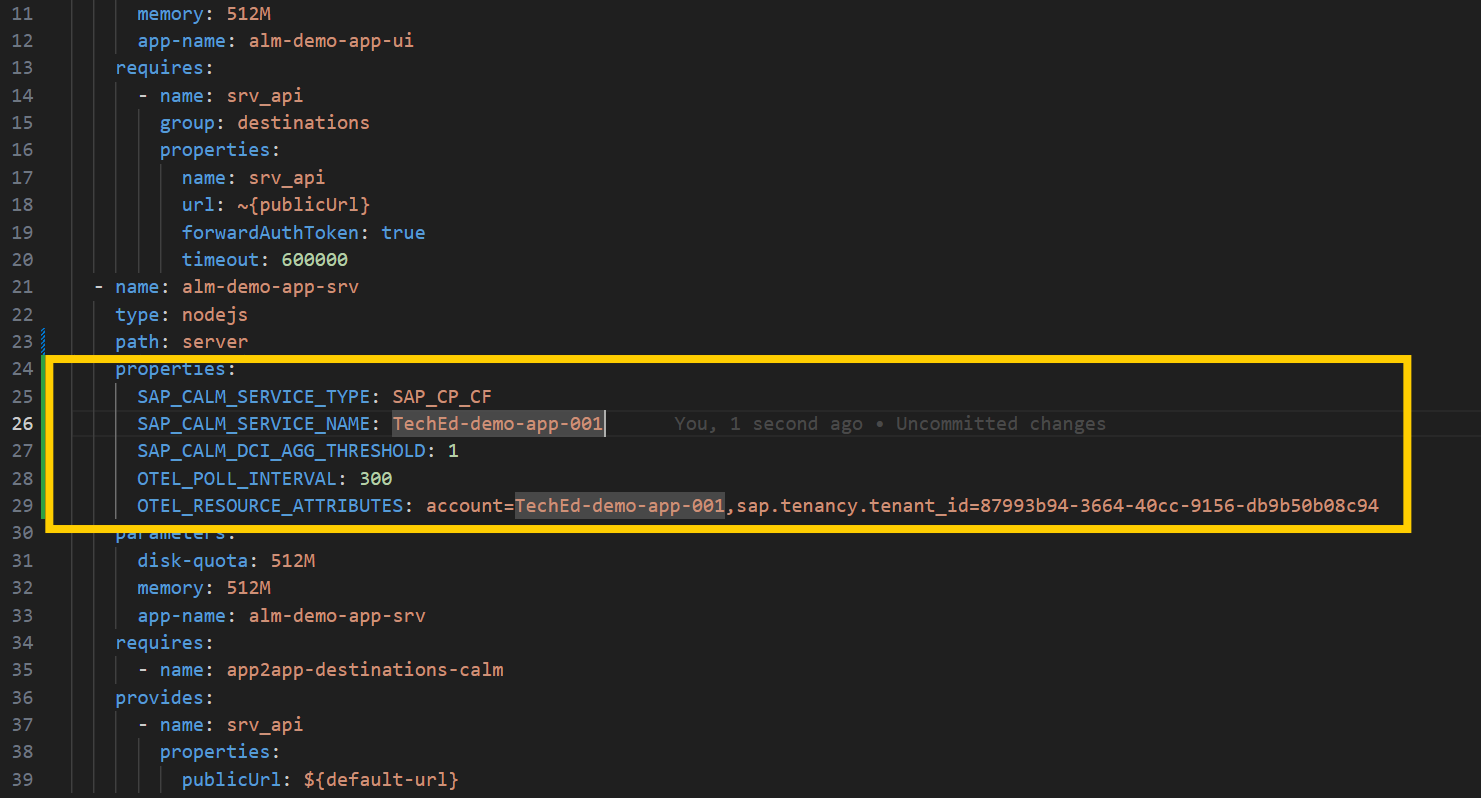 11 memory: 512M
12 app-name: alm-demo-app-ui
13 requires:
14 - name: srv_api
15 group: destinations
16 properties:
17 name: srv_api
18 url: ~{publicUrl}
19 forwardAuthToken: true
20 timeout: 600000
21 - name: alm-demo-app-srv
22 type: nodejs
23 path: server
24 properties:
25 SAP_CALM_SERVICE_TYPE: SAP_CP_CF
26 SAP_CALM_SERVICE_NAME: TechEd-demo-app-001 You, 1 second ago • Uncommitted changes
27 SAP_CALM_DCI_AGG_THRESHOLD: 1
28 OTEL_POLL_INTERVAL: 300
29 OTEL_RESOURCE_ATTRIBUTES: account=TechEd-demo-app-001,sap.tenancy.tenant_id=87993b94-3664-40cc-9156-db9b50b08c94
30 parameters:
31 disk-quota: 512M
32 memory: 512M
33 app-name: alm-demo-app-srv
34 requires:
35 - name: app2app-destinations-calm
36 provides:
37 - name: srv_api
38 properties:
39 publicUrl: ${default-url}